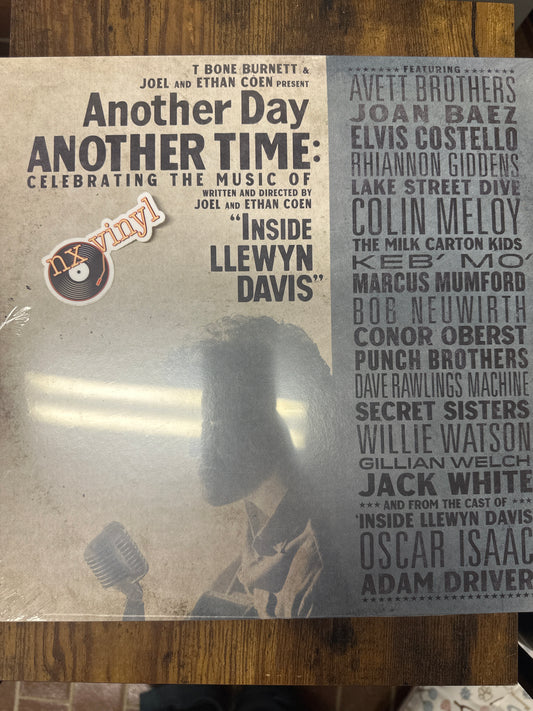 T BONE BURNETT &
JOEL AND ETHAN COEN PRESENT
Another Day
ANOTHER TIME:
CELEBRATING THE MUSIC OF
WRITTEN AND DIRECTED BY
JOEL AND ETHAN COEN
"INSIDE
LLEWYN
DAVIS"
nx vinyl
FEATURING
AVETT BROTHERS
JOAN BAEZ
ELVIS COSTELLO
RHIANNON GIDDENS
LAKE STREET DIVE
COLIN MELOY
THE MILK CARTON KIDS
KEB' MO'
MARCUS MUMFORD
BOB NEUWIRTH
CONOR OBERST
PUNCH BROTHERS
DAVE RAWLINGS MACHINE
SECRET SISTERS
WILLIE WATSON
GILLIAN WELCH
JACK WHITE
AND FROM THE CAST OF
'INSIDE LLEWYN DAVIS
OSCAR ISAAC
ADAM DRIVER